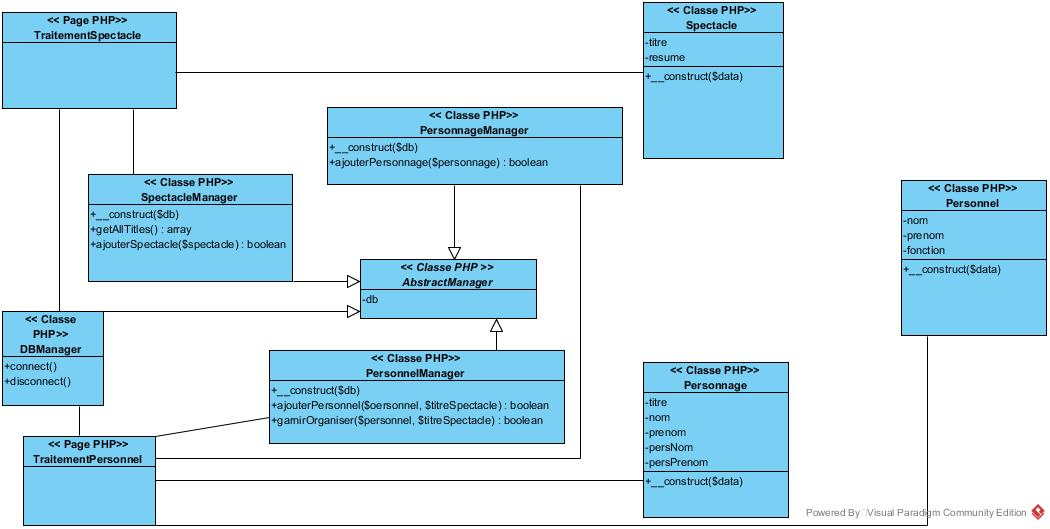 << Page PHP>>
TraitementSpectacle
<< Classe PHP>>
Spectacle
-titre
-resume
+__construct($data)
<< Classe PHP>>
PersonnageManager
+__construct($db)
+ajouterPersonnage($personnage) : boolean
<< Classe PHP>>
SpectacleManager
+__construct($db)
+getAllTitles() : array
+ajouterSpectacle($spectacle) : boolean
<< Classe PHP>>
Personnel
-nom
-prenom
-fonction
+__construct($data)
<< Classe PHP >>
AbstractManager
-db
<< Classe
PHP>>
DBManager
+connect()
+disconnect()
<< Classe PHP>>
PersonnelManager
+__construct($db)
+ajouterPersonnel($oersonnel, $titreSpectacle) : boolean
+garnirOrganiser($personnel, $titreSpectacle) : boolean
<< Classe PHP>>
Personnage
-titre
-nom
-prenom
-persNom
-persPrenom
+__construct($data)
<< Page PHP>>
TraitementPersonnel
Powered By Visual Paradigm Community Edition